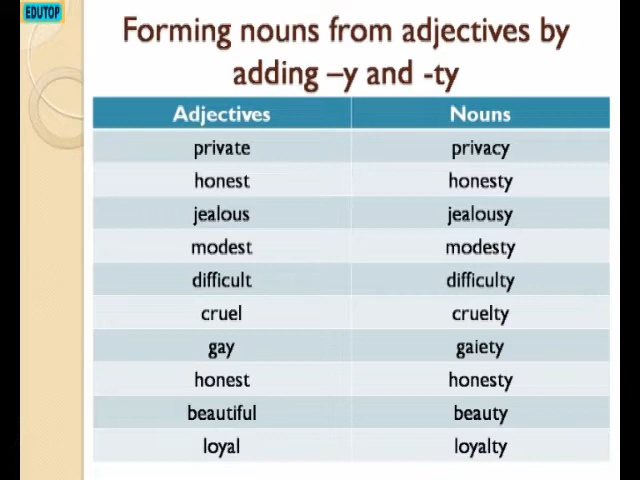 EDUTOP
Forming nouns from adjectives by
adding –y and -ty
Adjectives Nouns
private privacy
honest honesty
jealous jealousy
modest modesty
difficult difficulty
cruel cruelty
gay gaiety
honest honesty
beautiful beauty
loyal loyalty